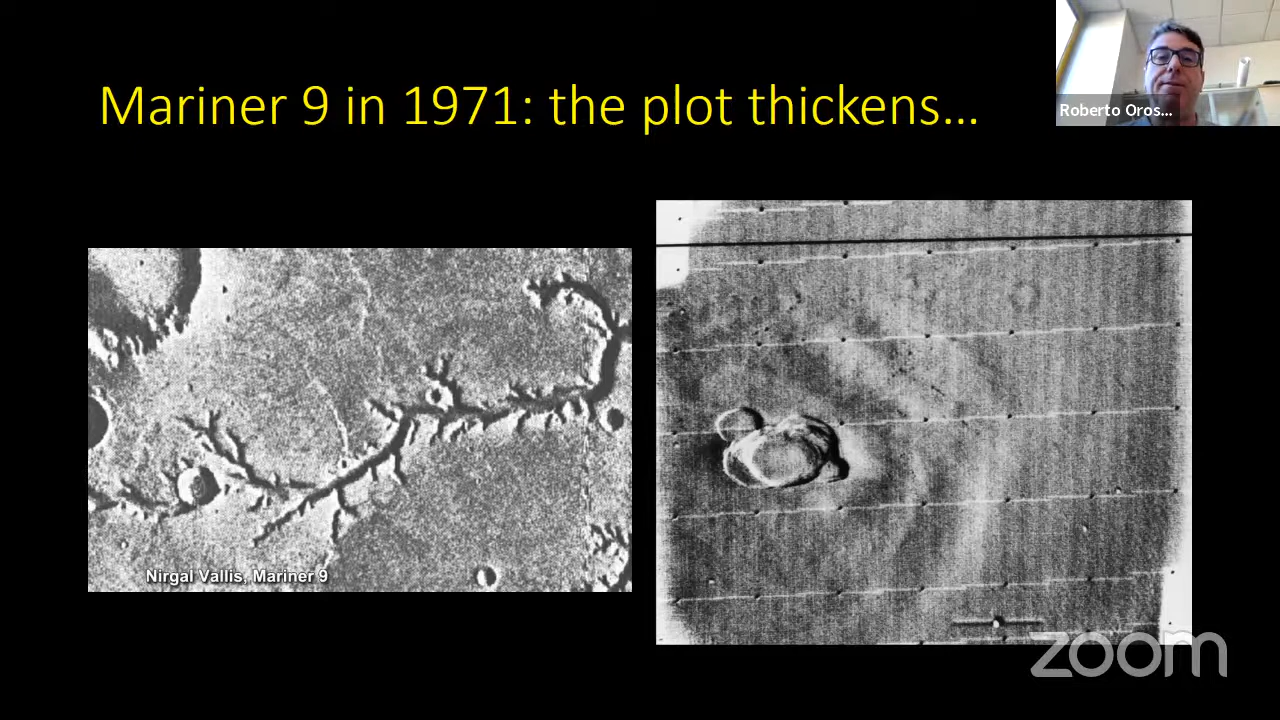 Mariner 9 in 1971: the plot thickens...
Roberto Oros...
Nirgal Vallis, Mariner 9
zoom